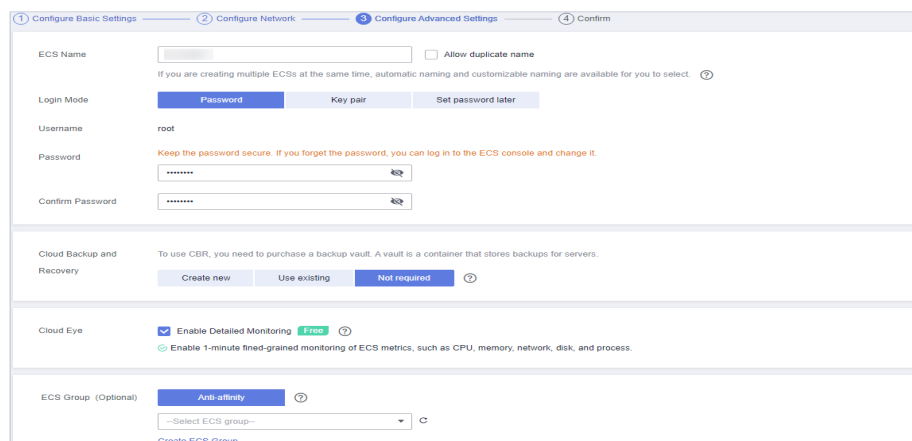 1 Configure Basic Settings 2 Configure Network 3 Configure Advanced Settings 4 Confirm
ECS Name Allow duplicate name
If you are creating multiple ECSs at the same time, automatic naming and customizable naming are available for you to select. ?
Login Mode Password Key pair Set password later
Username root
Password Keep the password secure. If you forget the password, you can log in to the ECS console and change it.
••••••••
Confirm Password ••••••••
Cloud Backup and Recovery To use CBR, you need to purchase a backup vault. A vault is a container that stores backups for servers.
Create new Use existing Not required ?
Cloud Eye Enable Detailed Monitoring Free ?
Enable 1-minute fined-grained monitoring of ECS metrics, such as CPU, memory, network, disk, and process.
ECS Group (Optional) Anti-affinity ?
--Select ECS group--
Create ECS Group